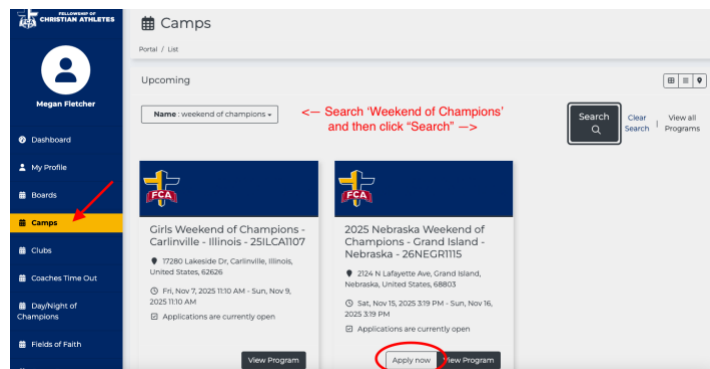 FELLOWSHIP OF
CHRISTIAN ATHLETES
Megan Fletcher
Dashboard
My Profile
Boards
Camps
Clubs
Coaches Time Out
Day/Night of
Champions
Fields of Faith
Camps
Portal / List
Upcoming
Name : weekend of champions
<— Search 'Weekend of Champions'
and then click "Search" —>
Search
Clear
Search
|
View all
Programs
FCA
Girls Weekend of Champions -
Carlinville - Illinois - 25ILCA1107
17280 Lakeside Dr, Carlinville, Illinois,
United States, 62626
Fri, Nov 7, 2025 11:10 AM - Sun, Nov 9,
2025 11:10 AM
Applications are currently open
View Program
FCA
2025 Nebraska Weekend of
Champions - Grand Island -
Nebraska - 26NEGR1115
2124 N Lafayette Ave, Grand Island,
Nebraska, United States, 68803
Sat, Nov 15, 2025 3:19 PM - Sun, Nov 16,
2025 3:19 PM
Applications are currently open
Apply now
View Program